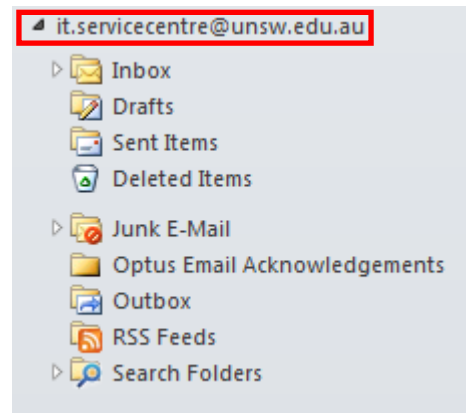 it.servicecentre@unsw.edu.au
Inbox
Drafts
Sent Items
Deleted Items
Junk E-Mail
Optus Email Acknowledgements
Outbox
RSS Feeds
Search Folders